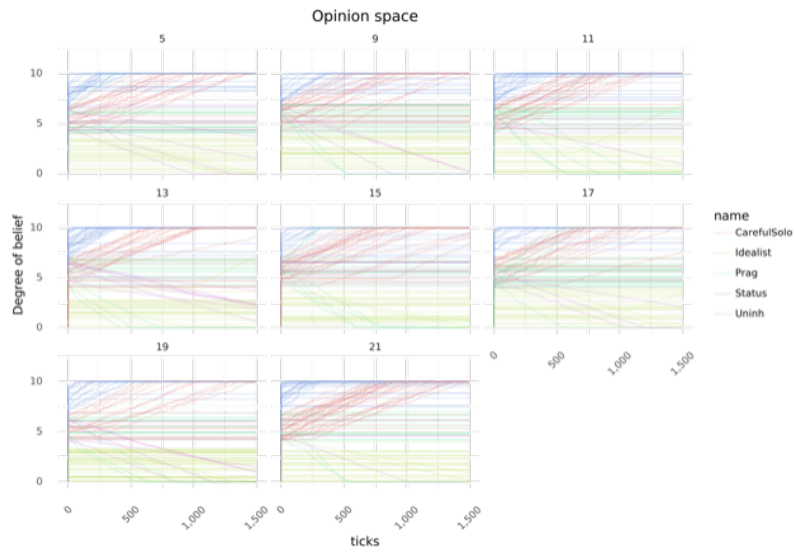 Opinion space
5 9 11
10
5
0
13 15 17
10
5
0
19 21
10
5
0
0 500 1,000 1,500
0 500 1,000 1,500
0 500 1,000 1,500
Degree of belief
ticks
name
CarefulSolo
Idealist
Prag
Status
Uninh